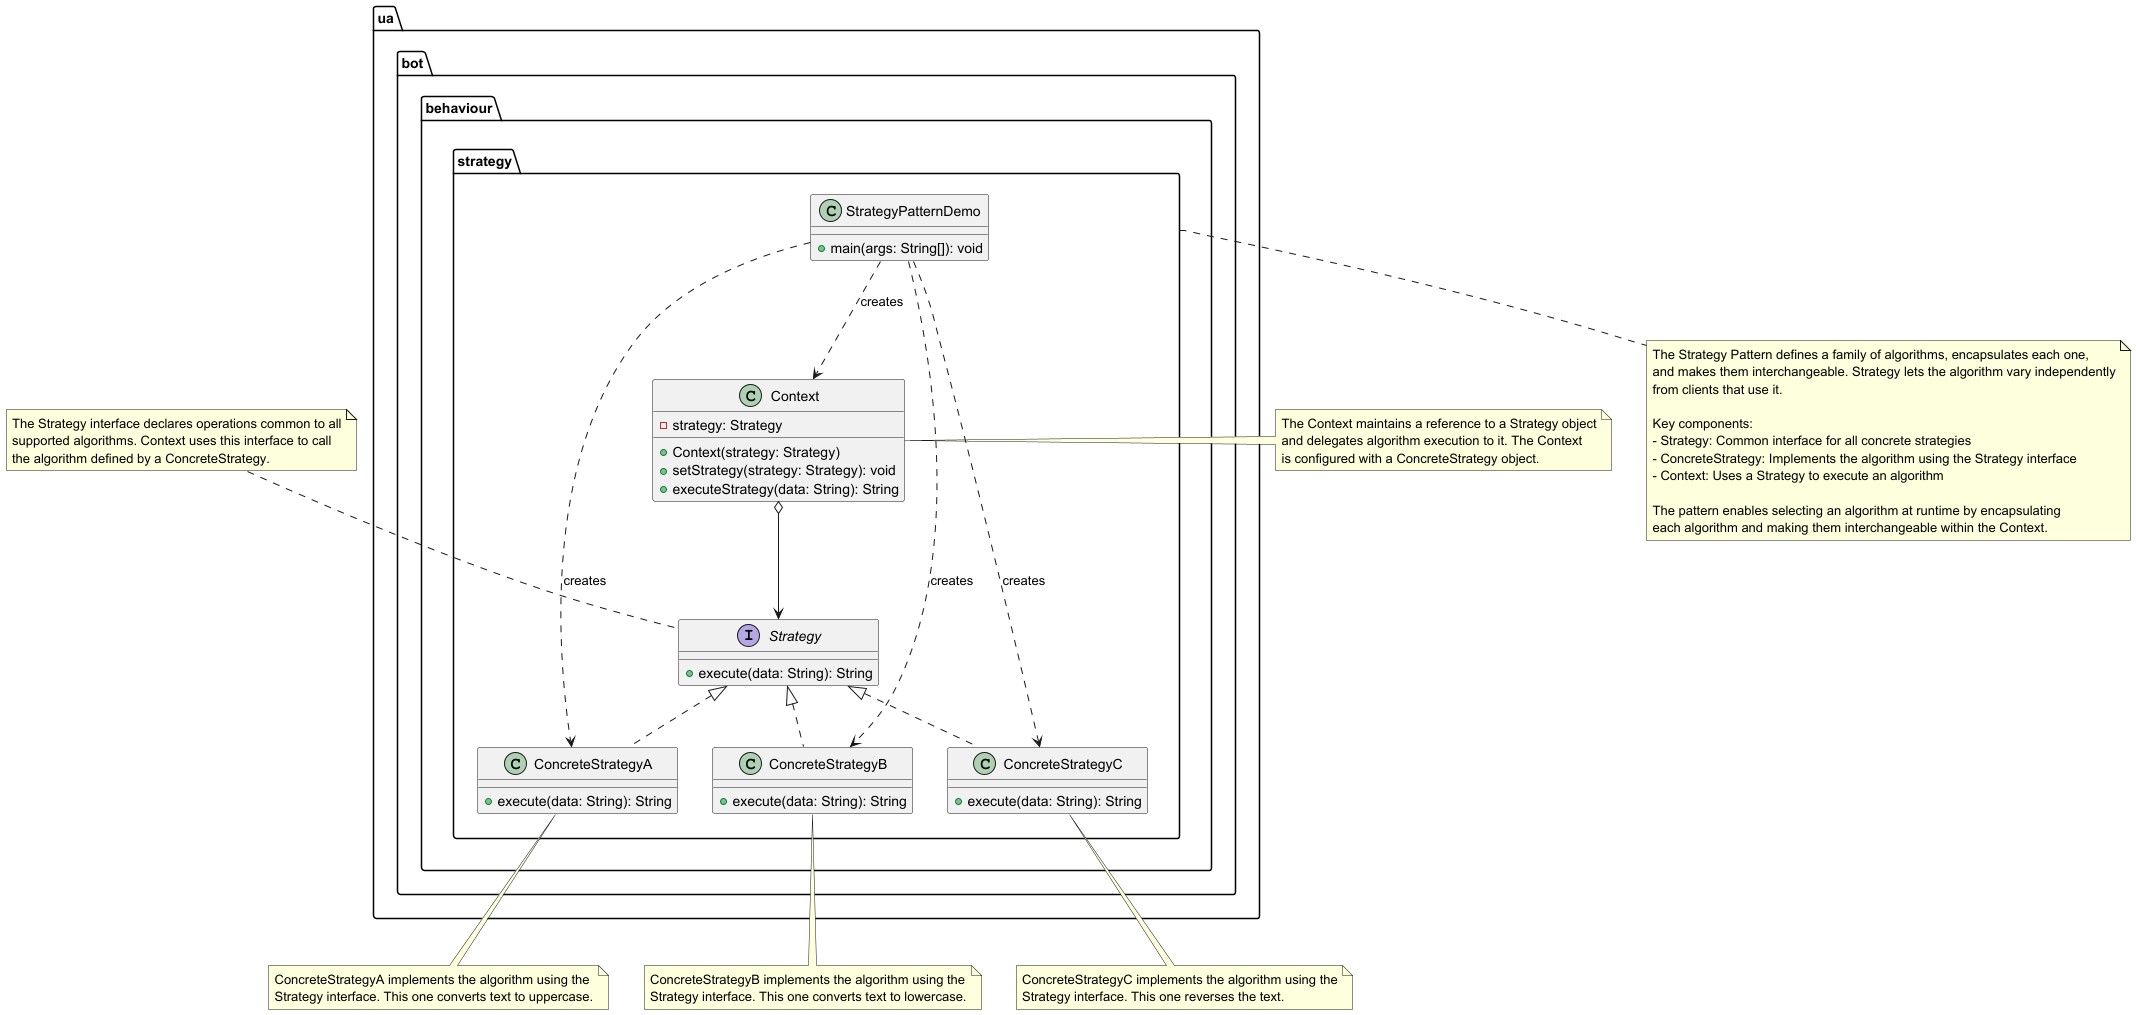 ua
bot
behaviour
strategy
StrategyPatternDemo
main(args: String[]): void
creates
Context
strategy: Strategy
Context(strategy: Strategy)
setStrategy(strategy: Strategy): void
executeStrategy(data: String): String
The Strategy interface declares operations common to all
supported algorithms. Context uses this interface to call
the algorithm defined by a ConcreteStrategy.
The Context maintains a reference to a Strategy object
and delegates algorithm execution to it. The Context
is configured with a ConcreteStrategy object.
The Strategy Pattern defines a family of algorithms, encapsulates each one,
and makes them interchangeable. Strategy lets the algorithm vary independently
from clients that use it.
Key components:
- Strategy: Common interface for all concrete strategies
- ConcreteStrategy: Implements the algorithm using the Strategy interface
- Context: Uses a Strategy to execute an algorithm
The pattern enables selecting an algorithm at runtime by encapsulating
each algorithm and making them interchangeable within the Context.
creates
creates
creates
Strategy
execute(data: String): String
ConcreteStrategyA
execute(data: String): String
ConcreteStrategyB
execute(data: String): String
ConcreteStrategyC
execute(data: String): String
ConcreteStrategyA implements the algorithm using the
Strategy interface. This one converts text to uppercase.
ConcreteStrategyB implements the algorithm using the
Strategy interface. This one converts text to lowercase.
ConcreteStrategyC implements the algorithm using the
Strategy interface. This one reverses the text.